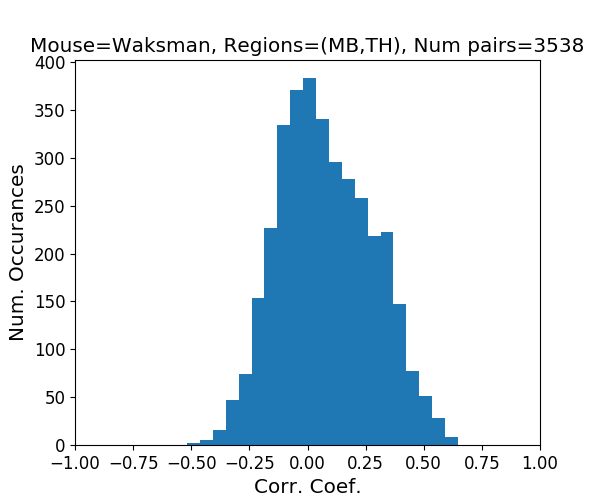 Mouse=Waksman, Regions=(MB,TH), Num pairs=3538
400
350
300
250
200
150
100
50
0
Num. Occurances
−1.00 −0.75 −0.50 −0.25 0.00 0.25 0.50 0.75 1.00
Corr. Coef.